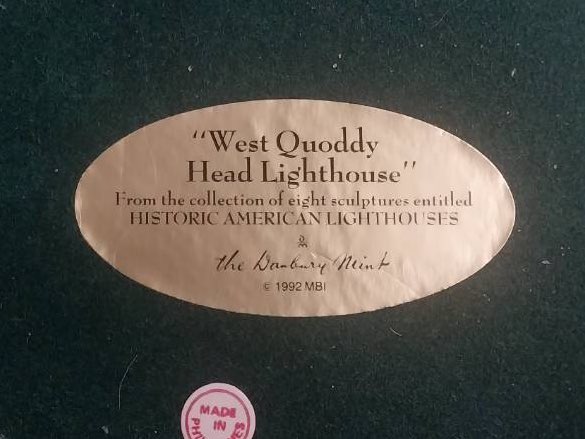 "West Quoddy
Head Lighthouse"
From the collection of eight sculptures entitled
HISTORIC AMERICAN LIGHTHOUSES
DM
the Danbury Mint
© 1992 MBI
MADE
IN